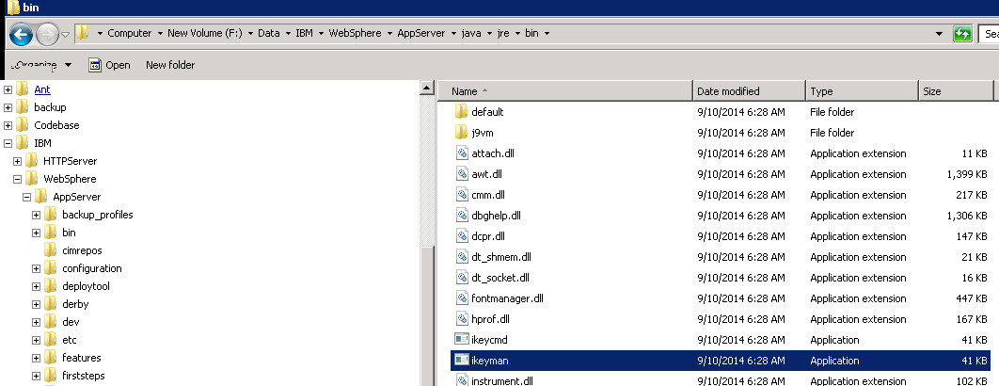 bin
Computer New Volume (F:) Data IBM WebSphere AppServer java jre bin
Sea
Organize Open New folder
Ant
backup
Codebase
IBM
HTTPServer
WebSphere
AppServer
backup_profiles
bin
cimrepos
configuration
deploytool
derby
dev
etc
features
firststeps
Name Date modified Type Size
default 9/10/2014 6:28 AM File folder
j9vm 9/10/2014 6:28 AM File folder
attach.dll 9/10/2014 6:28 AM Application extension 11 KB
awt.dll 9/10/2014 6:28 AM Application extension 1,399 KB
cmm.dll 9/10/2014 6:28 AM Application extension 217 KB
dbghelp.dll 9/10/2014 6:28 AM Application extension 1,306 KB
dcpr.dll 9/10/2014 6:28 AM Application extension 147 KB
dt_shmem.dll 9/10/2014 6:28 AM Application extension 21 KB
dt_socket.dll 9/10/2014 6:28 AM Application extension 16 KB
fontmanager.dll 9/10/2014 6:28 AM Application extension 447 KB
hprof.dll 9/10/2014 6:28 AM Application extension 167 KB
ikeycmd 9/10/2014 6:28 AM Application 41 KB
ikeyman 9/10/2014 6:28 AM Application 41 KB
instrument.dll 9/10/2014 6:28 AM Application extension 102 KB